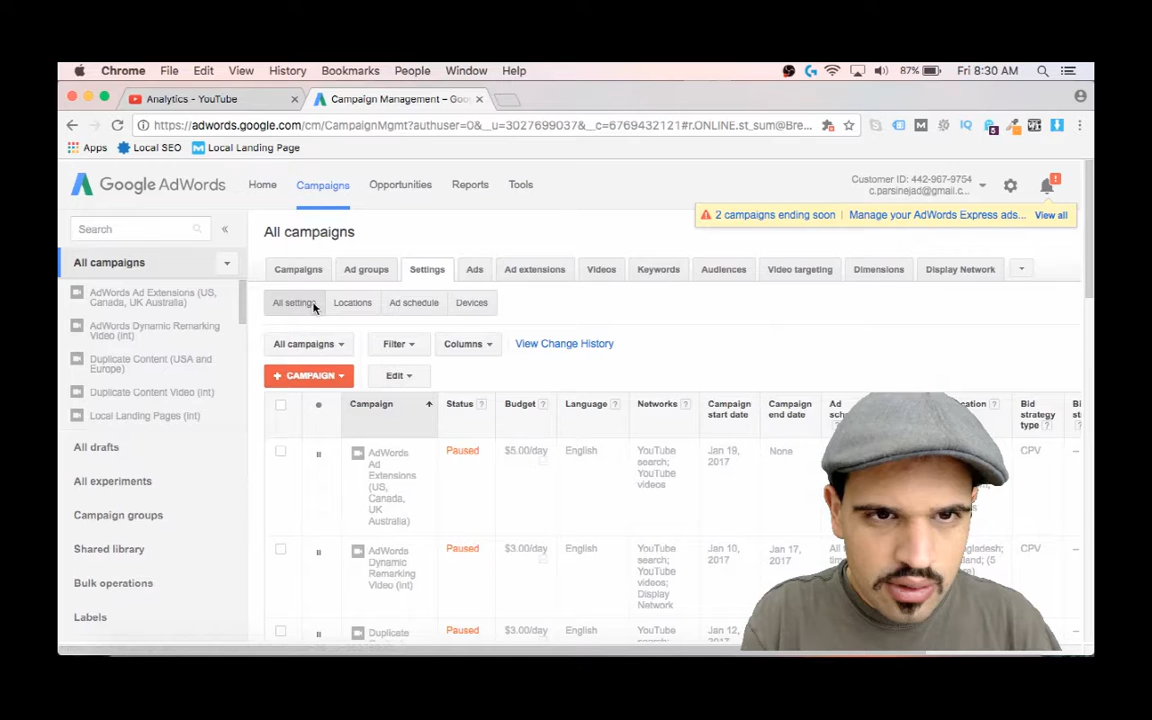 Chrome File Edit View History Bookmarks People Window Help 87% Fri 8:30 AM
Analytics - YouTube Campaign Management – Goo
https://adwords.google.com/cm/CampaignMgmt?authuser=0&__u=3027699037&__c=6769432121#r.ONLINE.st_sum@Bre...
Apps Local SEO Local Landing Page
Google AdWords Home Campaigns Opportunities Reports Tools
Customer ID: 442-967-9754
c.parsinejad@gmail.c...
2 campaigns ending soon Manage your AdWords Express ads... View all
Search
All campaigns
AdWords Ad Extensions (US,
Canada, UK Australia)
AdWords Dynamic Remarking
Video (int)
Duplicate Content (USA and
Europe)
Duplicate Content Video (int)
Local Landing Pages (int)
All drafts
All experiments
Campaign groups
Shared library
Bulk operations
Labels
All campaigns
Campaigns Ad groups Settings Ads Ad extensions Videos Keywords Audiences Video targeting Dimensions Display Network
All settings Locations Ad schedule Devices
All campaigns Filter Columns View Change History
+ CAMPAIGN Edit
Campaign Status ? Budget ? Language ? Networks ? Campaign start date ? Campaign end date ? Ad ? Bid strategy type ?
AdWords Ad Extensions (US, Canada, UK Australia) Paused $5.00/day English YouTube search; YouTube videos Jan 19, 2017 None CPV –
AdWords Dynamic Remarking Video (int) Paused $3.00/day English YouTube search; YouTube videos; Display Network Jan 10, 2017 Jan 17, 2017 All CPV –
Duplicate Paused $3.00/day English YouTube Jan 12,